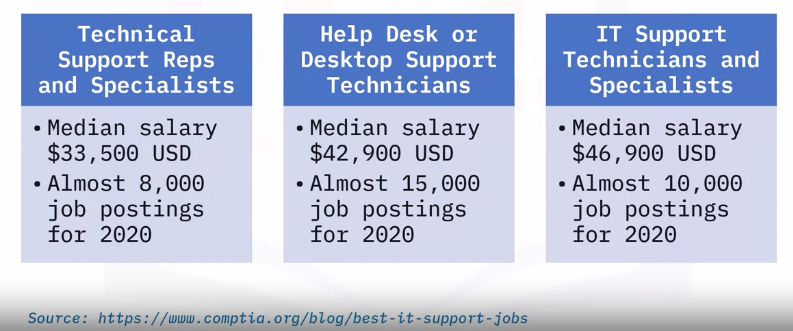 Technical
Support Reps
and Specialists
• Median salary
$33,500 USD
• Almost 8,000
job postings
for 2020
Help Desk or
Desktop Support
Technicians
• Median salary
$42,900 USD
• Almost 15,000
job postings
for 2020
IT Support
Technicians and
Specialists
• Median salary
$46,900 USD
• Almost 10,000
job postings
for 2020
Source: https://www.comptia.org/blog/best-it-support-jobs